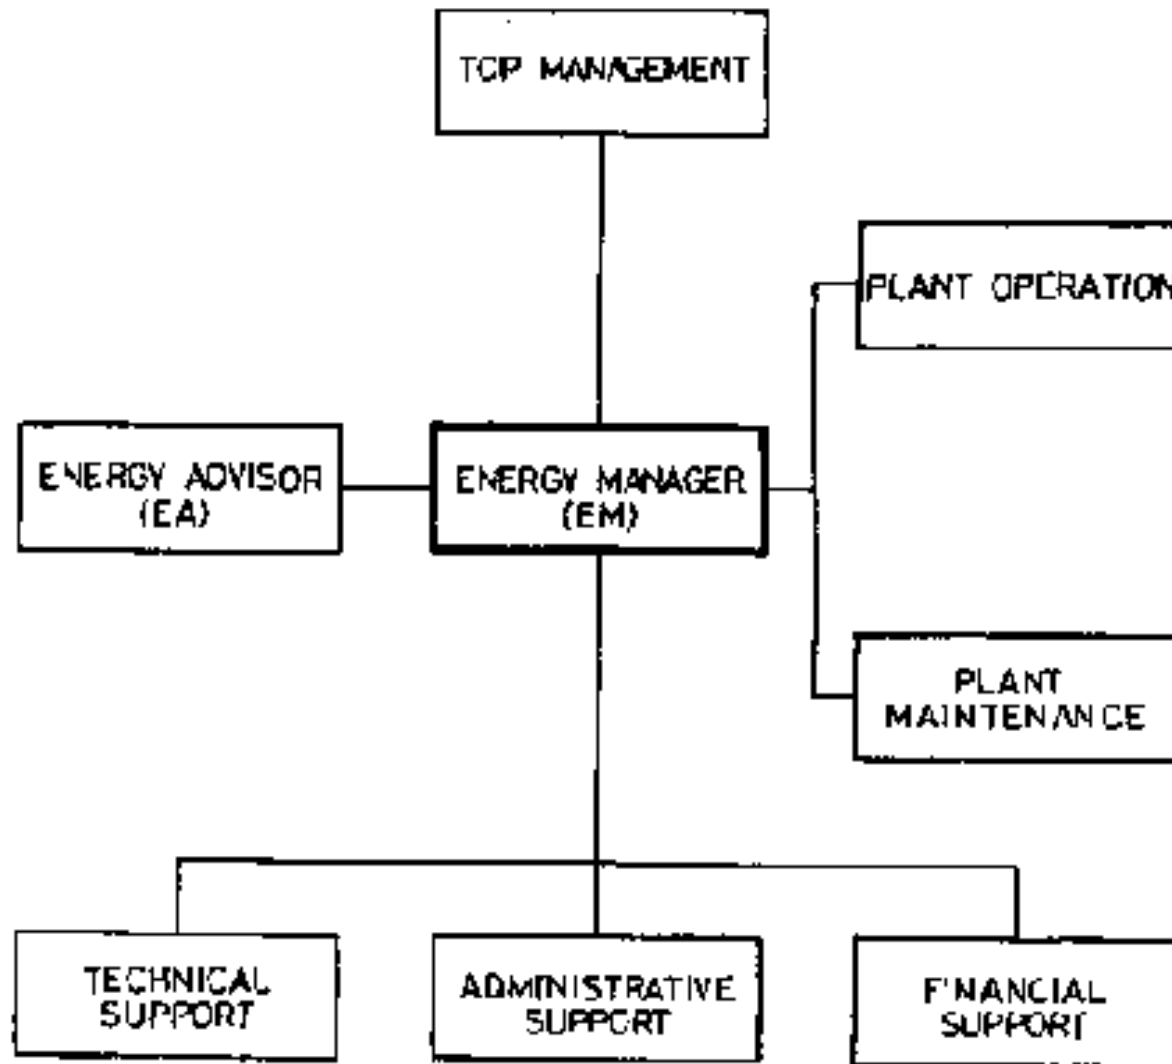 TOP MANAGEMENT
PLANT OPERATION
ENERGY ADVISOR
(EA)
ENERGY MANAGER
(EM)
PLANT
MAINTENANCE
TECHNICAL
SUPPORT
ADMINISTRATIVE
SUPPORT
FINANCIAL
SUPPORT